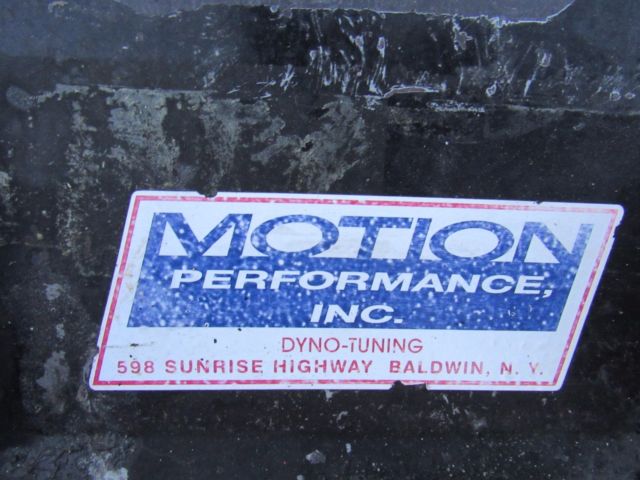 MOTION
PERFORMANCE,
INC.
DYNO-TUNING
598 SUNRISE HIGHWAY BALDWIN, N. Y.